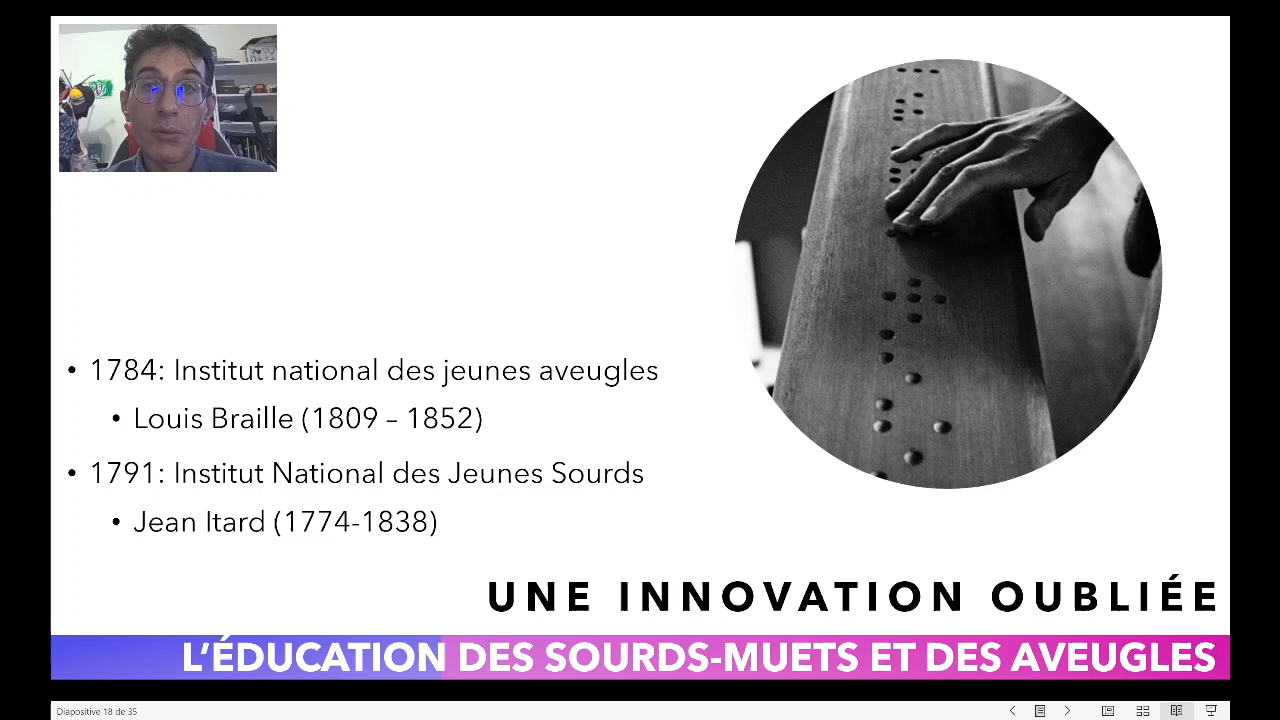 • 1784: Institut national des jeunes aveugles
• Louis Braille (1809 – 1852)
• 1791: Institut National des Jeunes Sourds
• Jean Itard (1774-1838)
UNE INNOVATION OUBLIÉE
L'ÉDUCATION DES SOURDS-MUETS ET DES AVEUGLES
Diapositive 18 de 35